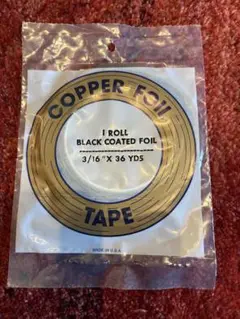 COPPER FOIL
1 ROLL
BLACK COATED FOIL
3/16" X 36 YDS
TAPE
MADE IN U.S.A.